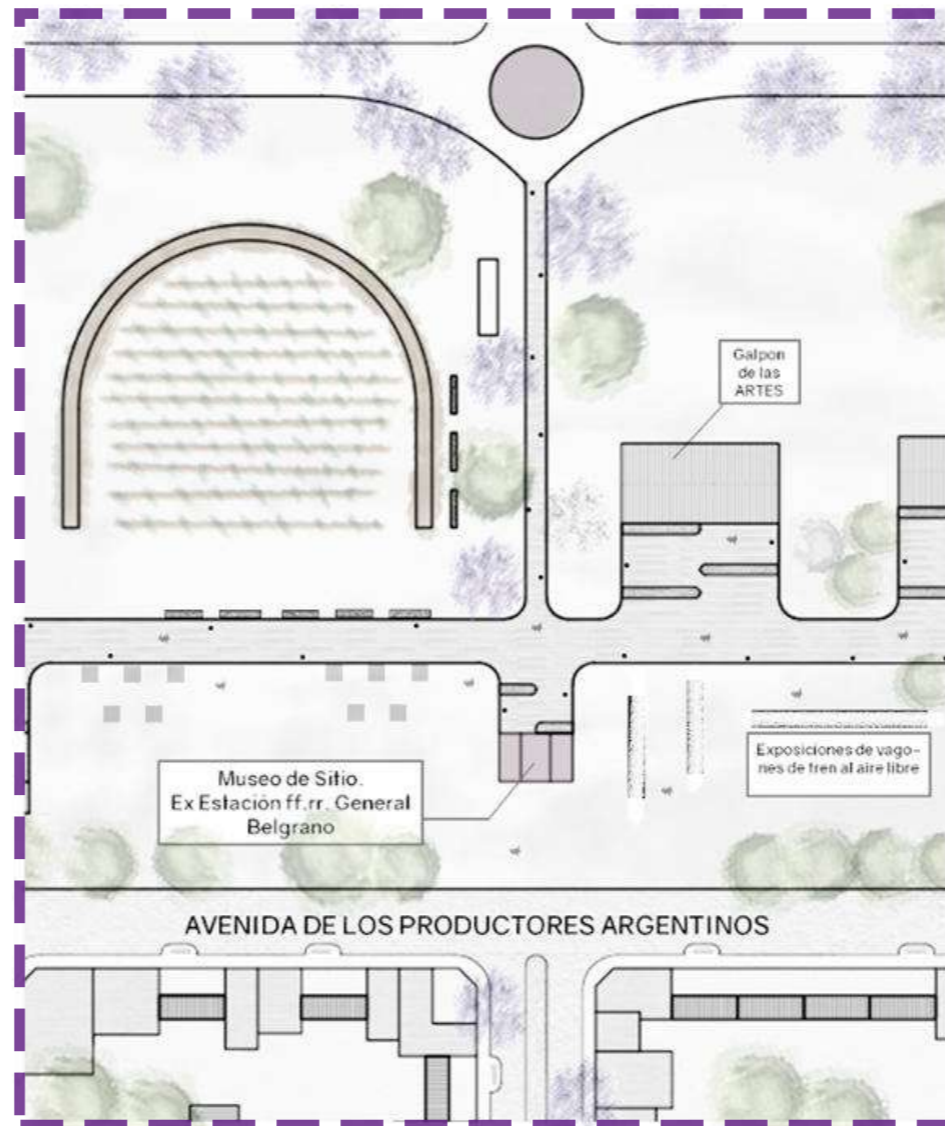 Galpon
de las
ARTES
Exposiciones de vago-
nes de tren al aire libre
Museo de Sitio.
Ex Estación ff.rr. General
Belgrano
AVENIDA DE LOS PRODUCTORES ARGENTINOS